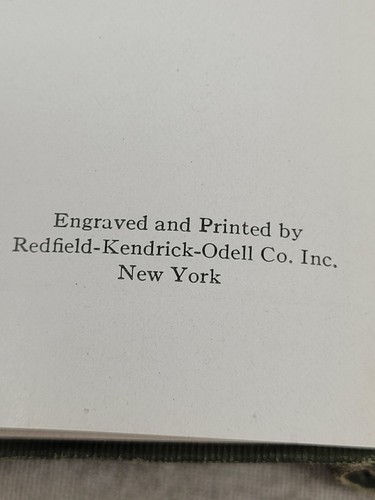 Engraved and Printed by
Redfield-Kendrick-Odell Co. Inc.
New York